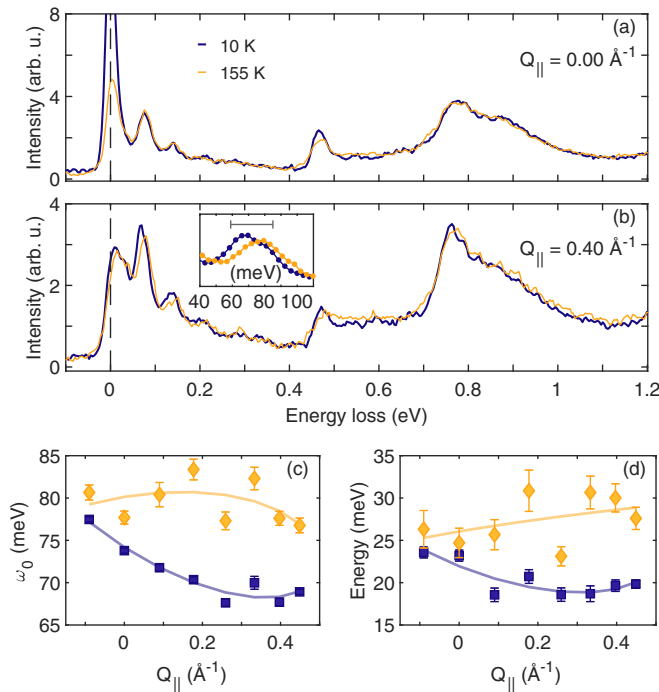 8
4
0
Intensity (arb. u.)
10 K
155 K
(a)
Q|| = 0.00 Å-1
3
0
Intensity (arb. u.)
(meV)
40 60 80 100
(b)
Q|| = 0.40 Å-1
0 0.2 0.4 0.6 0.8 1 1.2
Energy loss (eV)
85
80
75
70
65
ω0 (meV)
(c)
0 0.2 0.4
Q|| (Å-1)
35
30
25
20
15
Energy (meV)
(d)
0 0.2 0.4
Q|| (Å-1)